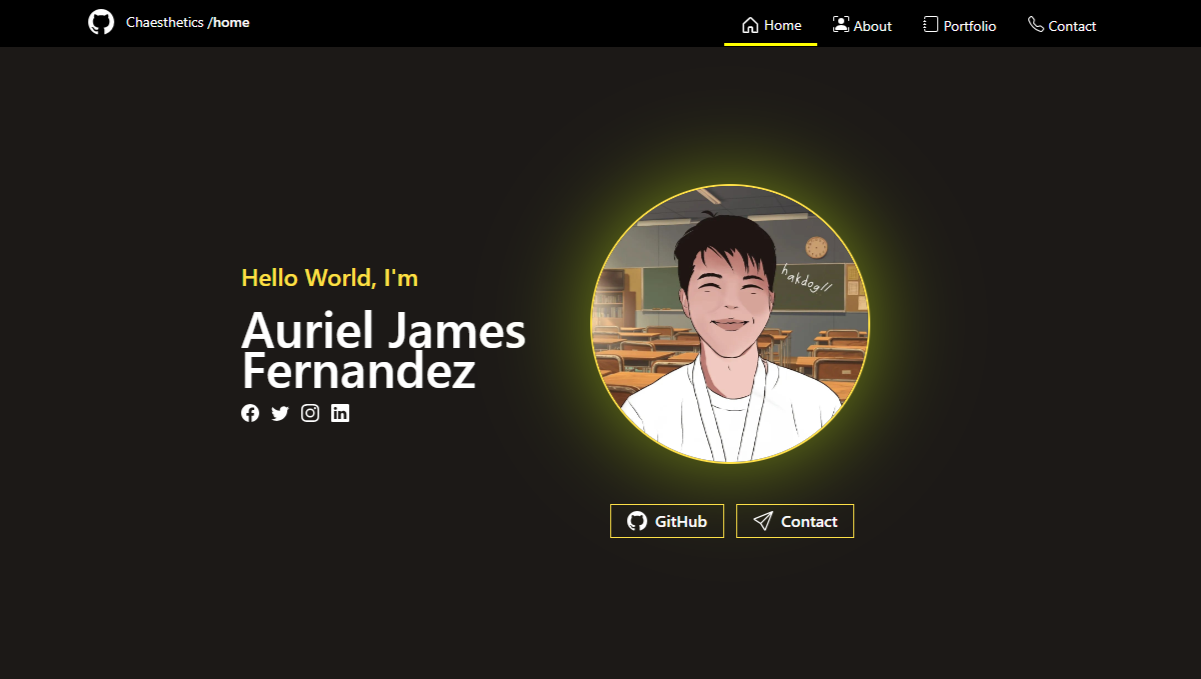 Chaesthetics /home
Home
About
Portfolio
Contact
Hello World, I'm
Auriel James
Fernandez
hakdog//
GitHub
Contact